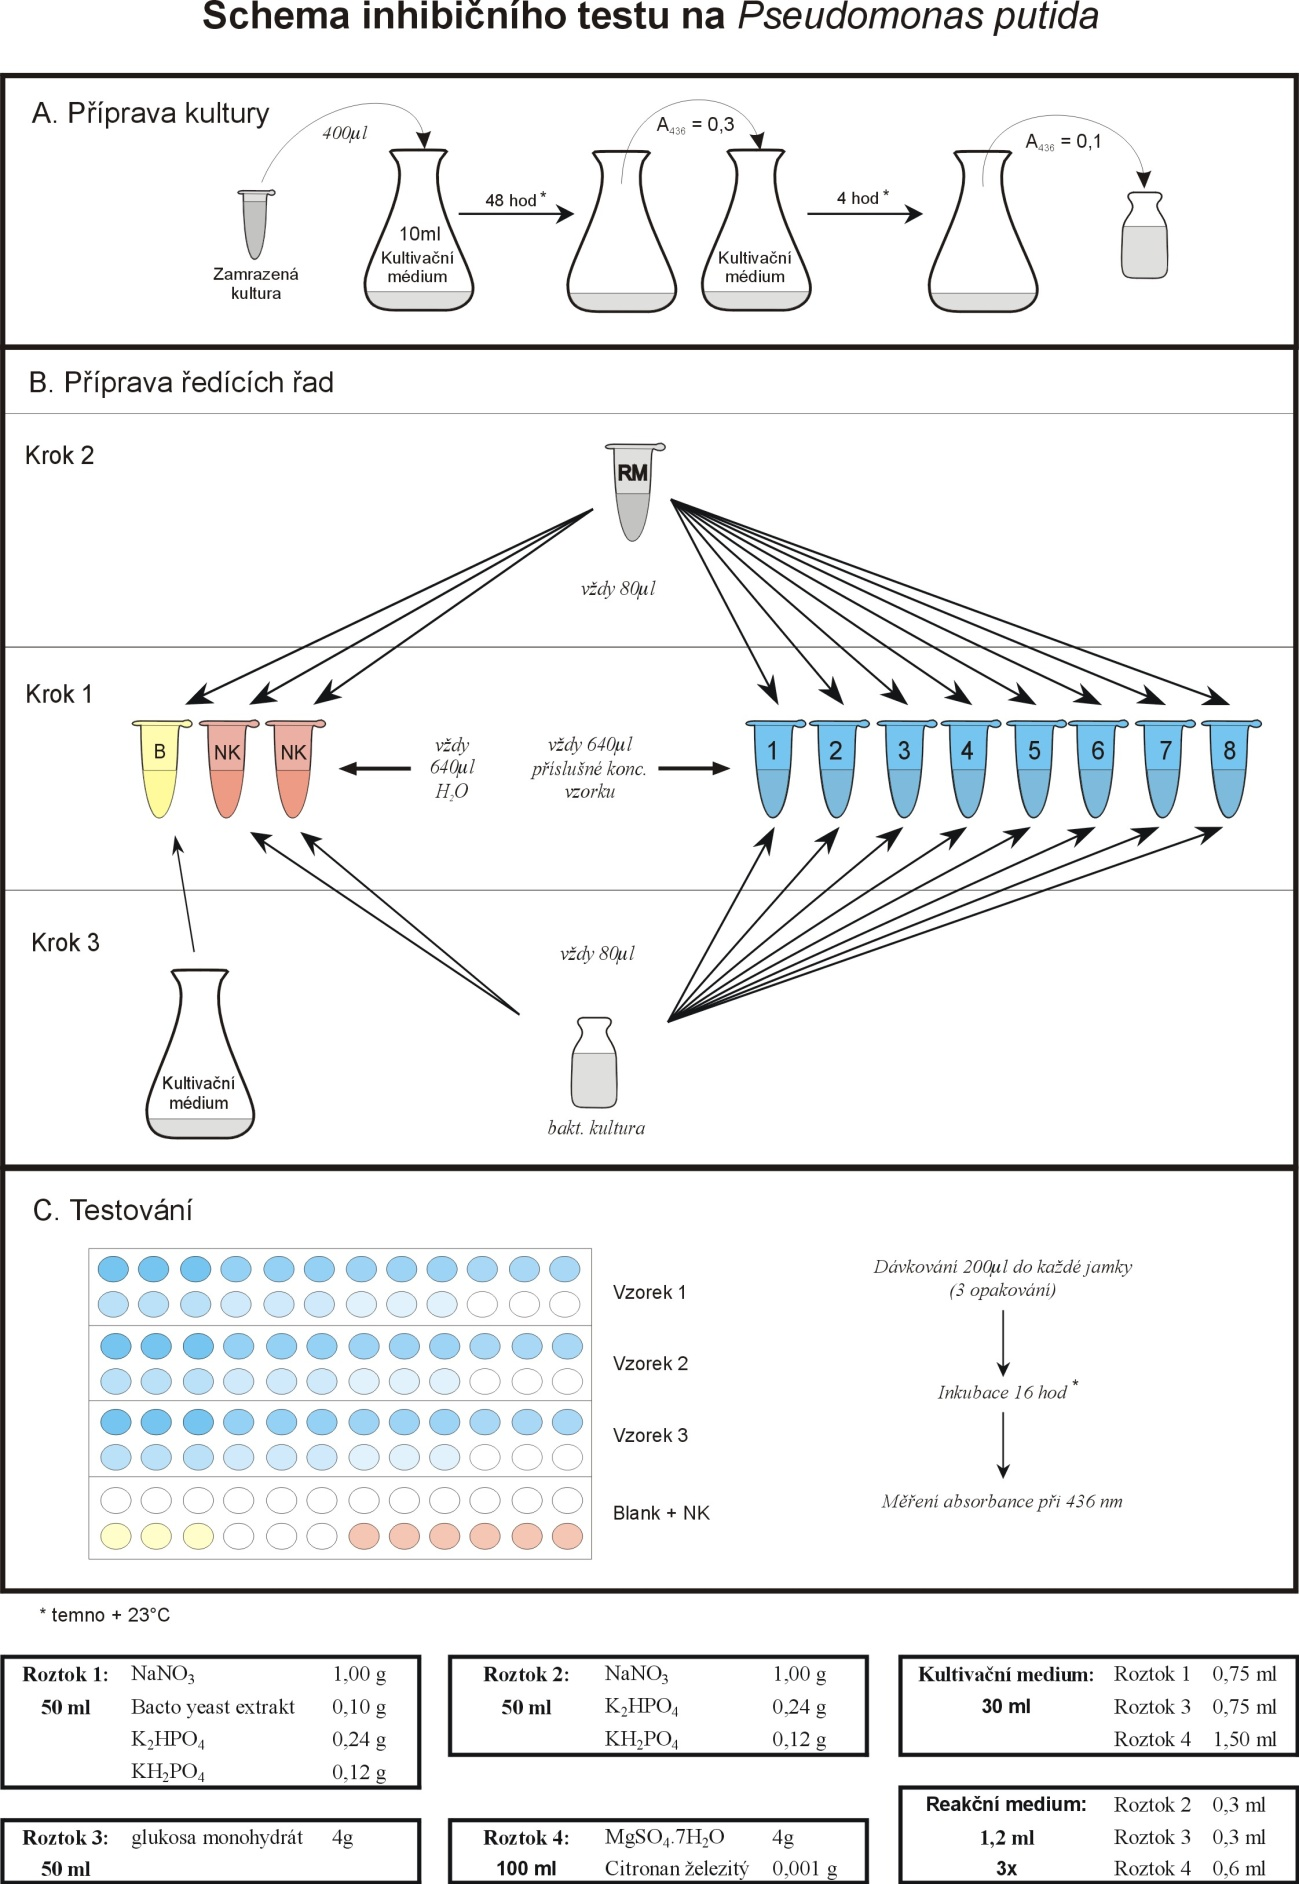 Schema inhibičního testu na Pseudomonas putida
A. Příprava kultury
400µl
A436 = 0,3
A436 = 0,1
48 hod *
4 hod *
10ml
Kultivační
médium
Kultivační
médium
Zamrazená
kultura
B. Příprava ředících řad
Krok 2
RM
vždy 80µl
Krok 1
B NK NK
vždy
640µl
H2O
vždy 640µl
příslušné konc.
vzorku
1 2 3 4 5 6 7 8
Krok 3
vždy 80µl
Kultivační
médium
bakt. kultura
C. Testování
Vzorek 1
Vzorek 2
Vzorek 3
Blank + NK
Dávkování 200µl do každé jamky
(3 opakování)
Inkubace 16 hod *
Měření absorbance při 436 nm
* temno + 23°C
Roztok 1: NaNO3 1,00 g
50 ml Bacto yeast extrakt 0,10 g
K2HPO4 0,24 g
KH2PO4 0,12 g
Roztok 2: NaNO3 1,00 g
50 ml K2HPO4 0,24 g
KH2PO4 0,12 g
Kultivační medium: Roztok 1 0,75 ml
30 ml Roztok 3 0,75 ml
Roztok 4 1,50 ml
Roztok 3: glukosa monohydrát 4g
50 ml
Roztok 4: MgSO4.7H2O 4g
100 ml Citronan železitý 0,001 g
Reakční medium: Roztok 2 0,3 ml
1,2 ml Roztok 3 0,3 ml
3x Roztok 4 0,6 ml